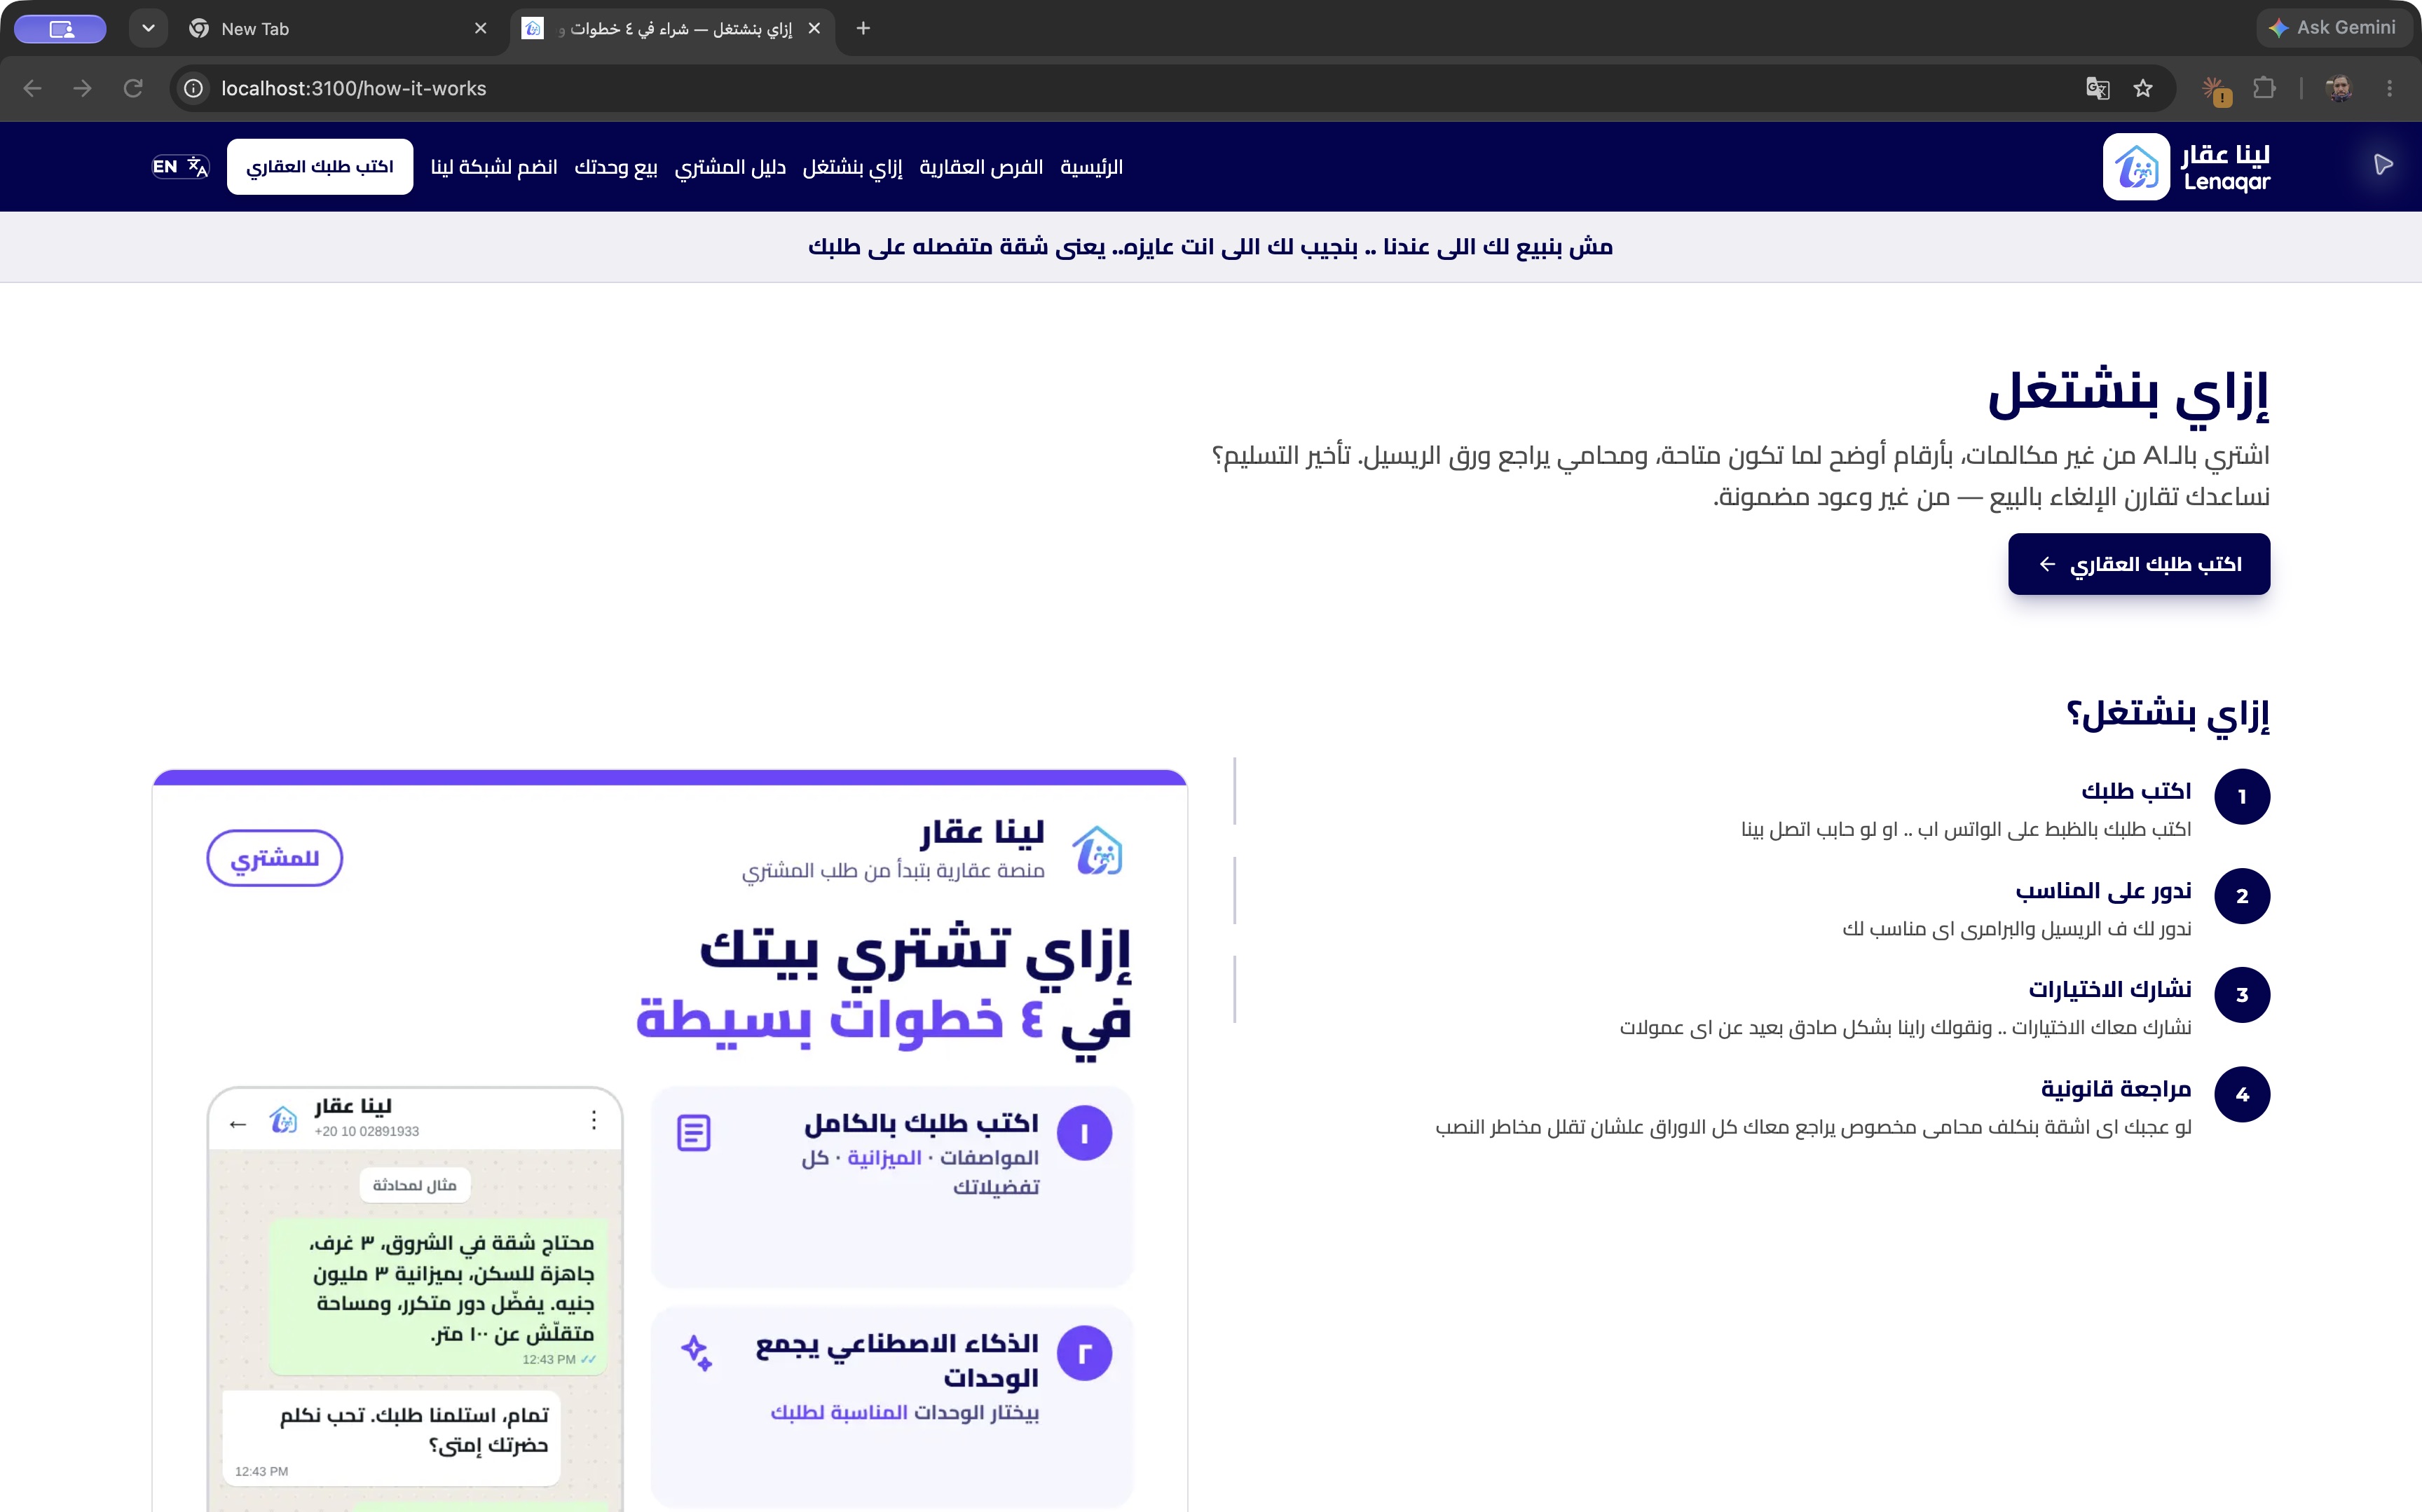 New Tab
إزاي بنشتغل — شراء في ٤ خطوات و
Ask Gemini
localhost:3100/how-it-works
لينا عقار
Lenaqar
الرئيسية
الفرص العقارية
إزاي بنشتغل
دليل المشتري
بيع وحدتك
انضم لشبكة لينا
اكتب طلبك العقاري
EN
مش بنبيع لك اللى عندنا .. بنجيب لك اللى انت عايزه.. يعنى شقة متفصله على طلبك
إزاي بنشتغل
اشتري بالـAI من غير مكالمات، بأرقام أوضح لما تكون متاحة، ومحامي يراجع ورق الريسيل. تأخير التسليم؟
نساعدك تقارن الإلغاء بالبيع — من غير وعود مضمونة.
اكتب طلبك العقاري ←
إزاي بنشتغل؟
1
اكتب طلبك
اكتب طلبك بالظبط على الواتس اب .. او لو حابب اتصل بينا
2
ندور على المناسب
ندور لك ف الريسيل والبرامرى اى مناسب لك
3
نشارك الاختيارات
نشارك معاك الاختيارات .. ونقولك راينا بشكل صادق بعيد عن اى عمولات
4
مراجعة قانونية
لو عجبك اى اشقة بنكلف محامى مخصوص يراجع معاك كل الاوراق علشان تقلل مخاطر النصب
لينا عقار
منصة عقارية بتبدأ من طلب المشتري
للمشتري
إزاي تشتري بيتك
في ٤ خطوات بسيطة
١
اكتب طلبك بالكامل
المواصفات · الميزانية · كل
تفضيلاتك
٢
الذكاء الاصطناعي يجمع
الوحدات
بيختار الوحدات المناسبة لطلبك
لينا عقار
+20 10 02891933
مثال لمحادثة
محتاج شقة في الشروق، ٣ غرف،
جاهزة للسكن، بميزانية ٣ مليون
جنيه. يفضّل دور متكرر، ومساحة
متقلّش عن ١٠٠ متر.
12:43 PM
تمام، استلمنا طلبك. تحب نكلم
حضرتك إمتى؟
12:43 PM